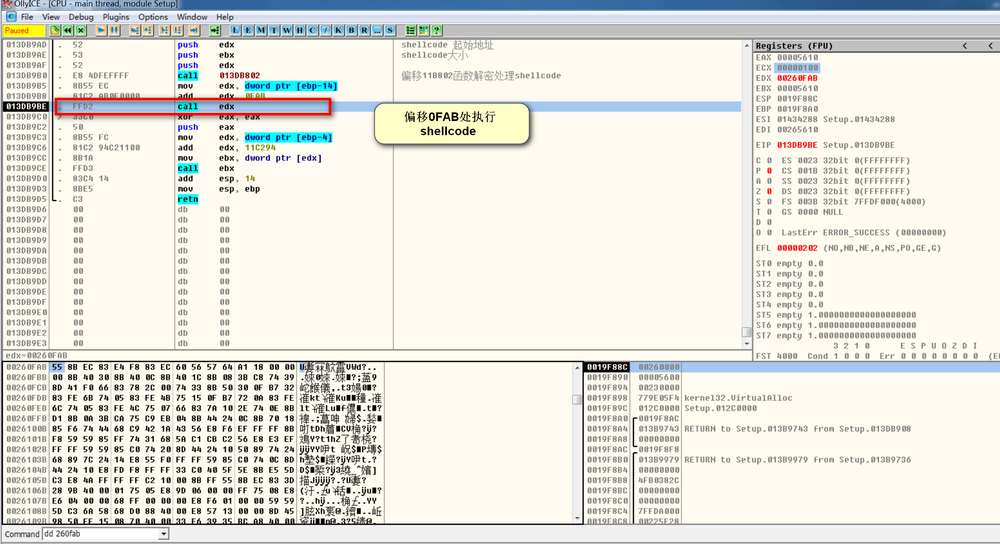 OllyICE - [CPU - main thread, module Setup]
File View Debug Plugins Options Window Help
Paused
L E M T W H C / K B R ... S
013DB9AD . 52 push edx shellcode 起始地址
013DB9AE . 53 push ebx shellcode大小
013DB9AF . 52 push edx
013DB9B0 . E8 4DFEFFFF call 013DB802 偏移11B802函数解密处理shellcode
013DB9B5 . 8B55 EC mov edx, dword ptr [ebp-14]
013DB9B8 . 81C2 AB0F0000 add edx, 0FAB
013DB9BE . FFD2 call edx
013DB9C0 > 33C0 xor eax, eax
013DB9C2 . 50 push eax
013DB9C3 . 8B55 FC mov edx, dword ptr [ebp-4]
013DB9C6 . 81C2 94C21100 add edx, 11C294
013DB9CC . 8B1A mov ebx, dword ptr [edx]
013DB9CE . FFD3 call ebx
013DB9D0 . 83C4 14 add esp, 14
013DB9D3 . 8BE5 mov esp, ebp
013DB9D5 . C3 retn
013DB9D6 00 db 00
013DB9D7 00 db 00
013DB9D8 00 db 00
013DB9D9 00 db 00
013DB9DA 00 db 00
013DB9DB 00 db 00
013DB9DC 00 db 00
013DB9DD 00 db 00
013DB9DE 00 db 00
013DB9DF 00 db 00
013DB9E0 00 db 00
013DB9E1 00 db 00
013DB9E2 00 db 00
013DB9E3 00 db 00
偏移0FAB处执行
shellcode
edx=00260FAB
Registers (FPU) < <
EAX 00005610
ECX 00000100
EDX 00260FAB
EBX 00005610
ESP 0019F88C
EBP 0019F8A0
ESI 01434288 Setup.01434288
EDI 00265610
EIP 013DB9BE Setup.013DB9BE
C 0 ES 0023 32bit 0(FFFFFFFF)
P 0 CS 001B 32bit 0(FFFFFFFF)
A 0 SS 0023 32bit 0(FFFFFFFF)
Z 0 DS 0023 32bit 0(FFFFFFFF)
S 0 FS 003B 32bit 7FFDF000(4000)
T 0 GS 0000 NULL
D 0
O 0 LastErr ERROR_SUCCESS (00000000)
EFL 00000202 (NO,NB,NE,A,NS,PO,GE,G)
ST0 empty 0.0
ST1 empty 0.0
ST2 empty 0.0
ST3 empty 0.0
ST4 empty 0.0
ST5 empty 1.0000000000000000000
ST6 empty 1.0000000000000000000
ST7 empty 1.0000000000000000000
3 2 1 0 E S P U O Z D I
FST 4000 Cond 1 0 0 0 Err 0 0 0 0 0 0 0 0
00260FAB 55 8B EC 83 E4 F8 83 EC 60 56 57 64 A1 18 00 00
00260FBB 00 8B 40 30 8B 40 0C 8B 40 1C 8B 08 3B C8 74 39
00260FCB 8D 41 F0 66 83 78 2C 00 74 33 8B 50 30 0F B7 32
00260FDB 83 FE 6B 74 05 83 FE 4B 75 15 0F B7 72 0A 83 FE
00260FEB 6C 74 05 83 FE 4C 75 07 66 83 7A 10 2E 74 0E 8B
00260FFB D1 8B 0A 3B CA 75 C9 EB 04 8B 44 24 0C 8B 70 18
0026100B 85 F6 74 44 68 C9 42 1A 43 56 E8 F6 EF FF FF 8B
0026101B F8 59 59 85 FF 74 31 68 5A C1 CB C2 56 E8 E3 EF
0026102B FF FF 59 59 85 C0 74 20 8D 44 24 10 50 89 74 24
0026103B 68 89 7C 24 14 E8 55 F0 FF FF 59 85 C0 74 0C 8D
0026104B 44 24 10 E8 FD F8 FF FF 33 C0 40 5F 5E 8B E5 5D
0026105B C3 E8 4A FF FF FF C2 10 00 8B FF 55 8B EC 83 3D
0026106B 28 9B 40 00 01 75 05 E8 9D 06 00 00 FF 75 08 E8
0026107B E6 04 00 00 68 FF 00 00 00 E8 F6 01 00 00 59 59
0026108B 5D C3 6A 58 68 D0 88 40 00 E8 57 13 00 00 8D 45
0026109B 98 50 FF 15 08 70 40 00 33 F6 39 35 BC A8 40 00
0019F88C 00260000
0019F890 00005600
0019F894 00230000
0019F898 779E05F4 kernel32.VirtualAlloc
0019F89C 012C0000 Setup.012C0000
0019F8A0 0019F8AC
0019F8A4 013B9743 RETURN to Setup.013B9743 from Setup.013DB908
0019F8A8 00000000
0019F8AC 0019F8F8
0019F8B0 013B9979 RETURN to Setup.013B9979 from Setup.013B9736
0019F8B4 00000000
0019F8B8 4FB0382C
0019F8BC 00000000
0019F8C0 00000000
0019F8C4 7FFDA000
0019F8C8 00225F28
Command dd 260fab